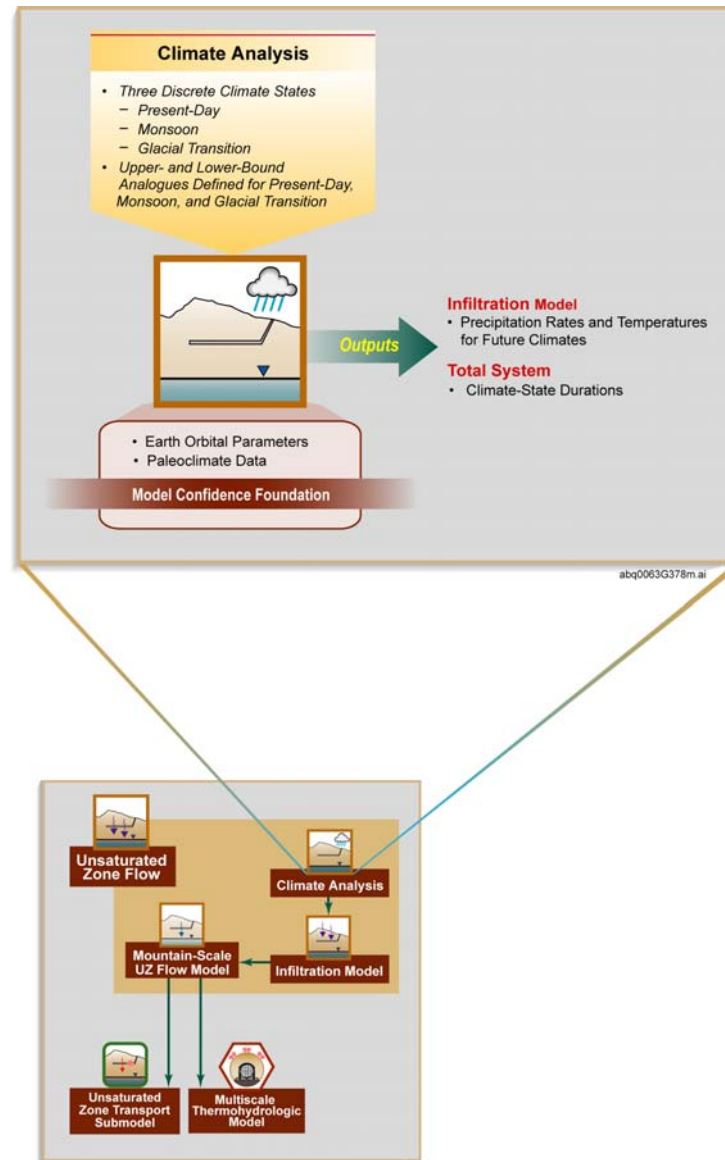 Climate Analysis
• Three Discrete Climate States
– Present-Day
– Monsoon
– Glacial Transition
• Upper- and Lower-Bound
Analogues Defined for Present-Day,
Monsoon, and Glacial Transition
Outputs
Infiltration Model
• Precipitation Rates and Temperatures
for Future Climates
Total System
• Climate-State Durations
• Earth Orbital Parameters
• Paleoclimate Data
Model Confidence Foundation
abq0063G378m.ai
Unsaturated
Zone Flow
Climate Analysis
Mountain-Scale
UZ Flow Model
Infiltration Model
Unsaturated
Zone Transport
Submodel
Multiscale
Thermohydrologic
Model